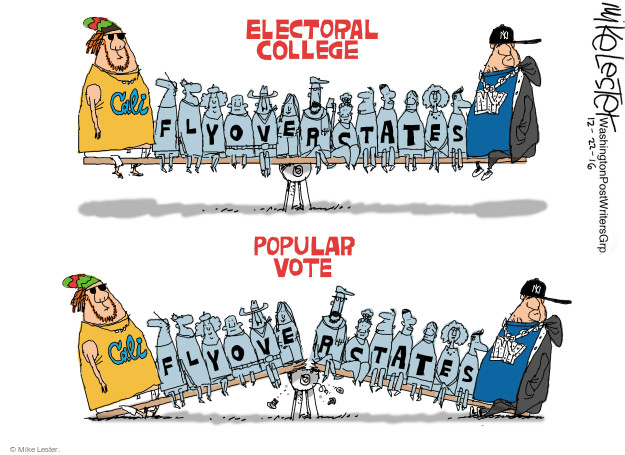 ELECTORAL
COLLEGE
Cali
FLYOVER STATES
NY
NY
Mike Lester
WashingtonPostWritersGrp.
12-22-16
POPULAR
VOTE
Cali
FLYOVER STATES
NY
NY
© Mike Lester.